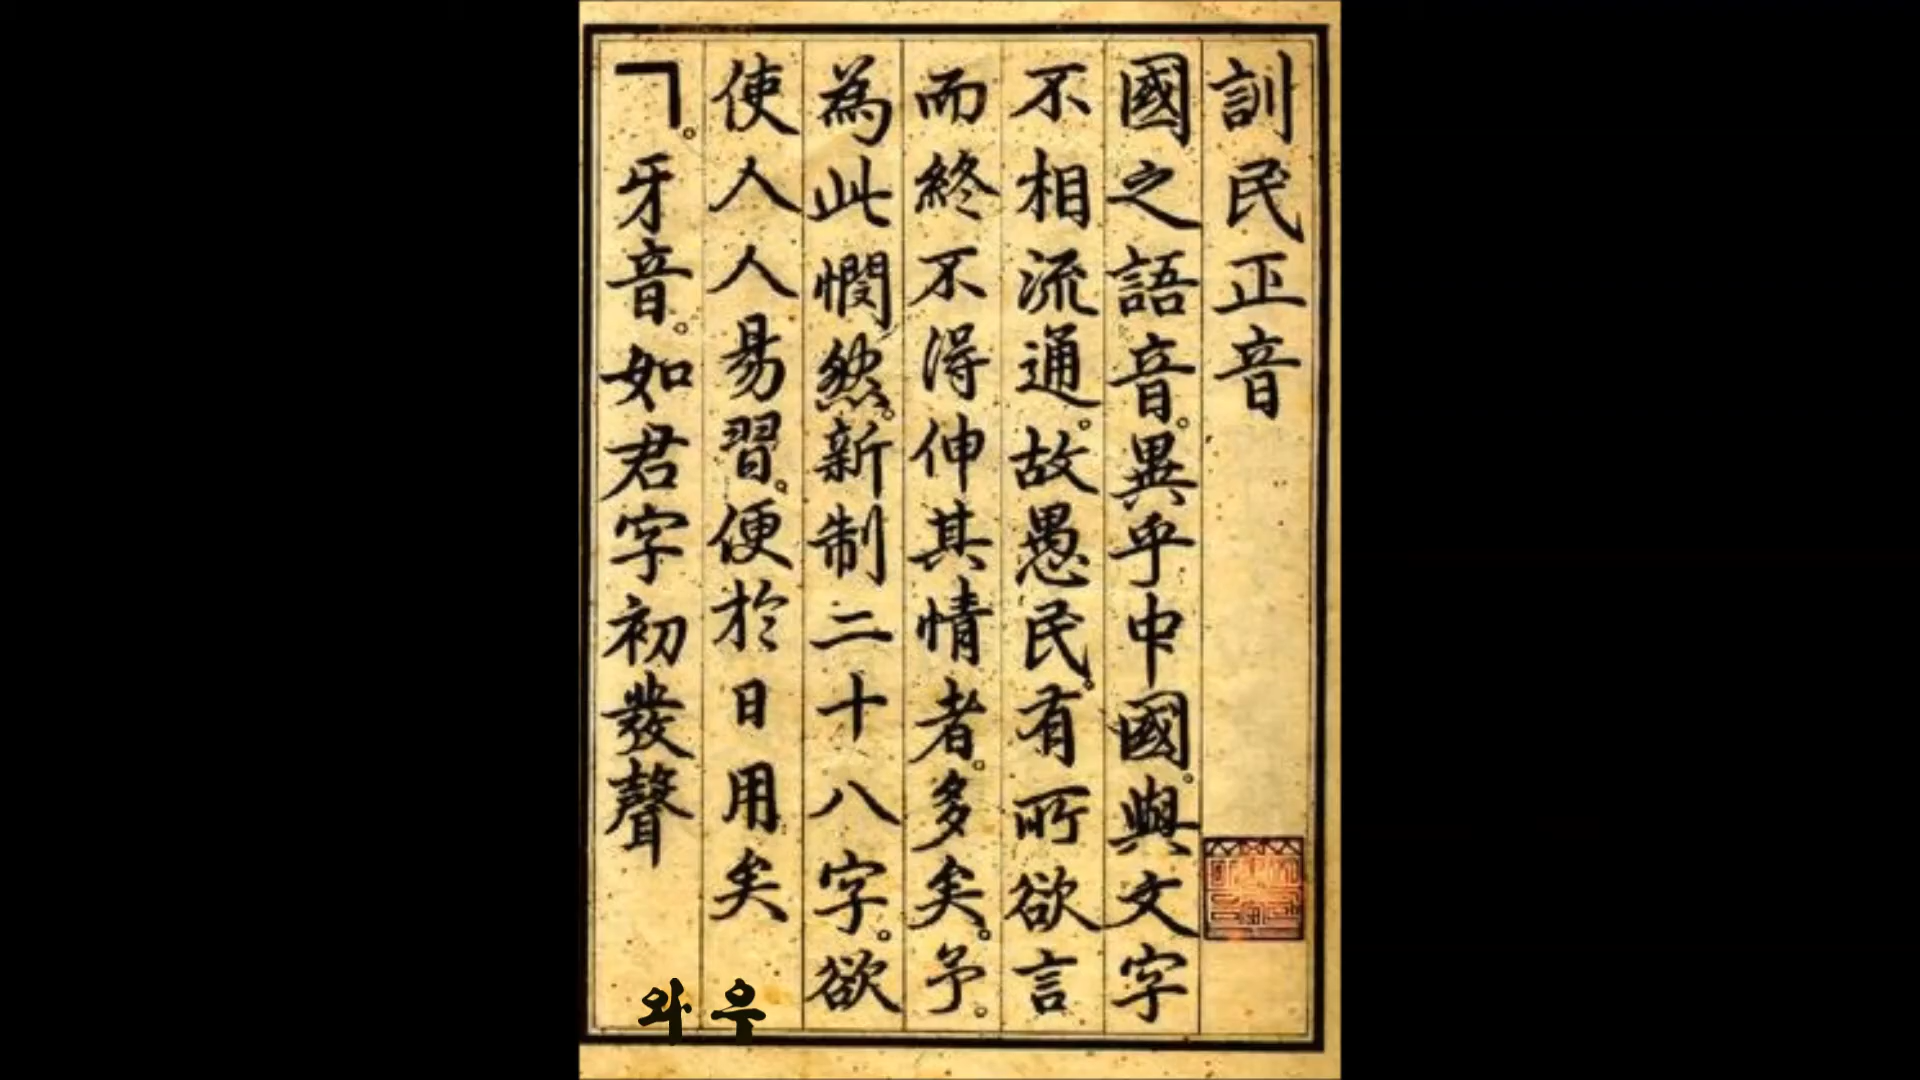 訓民正音
國之語音。異乎中國。與文字
不相流通。故愚民。有所欲言
而終不得伸其情者。多矣。予。
為此憫然。新制二十八字。欲
使人人易習。便於日用矣
ㄱ。牙音。如君字初發聲
와우